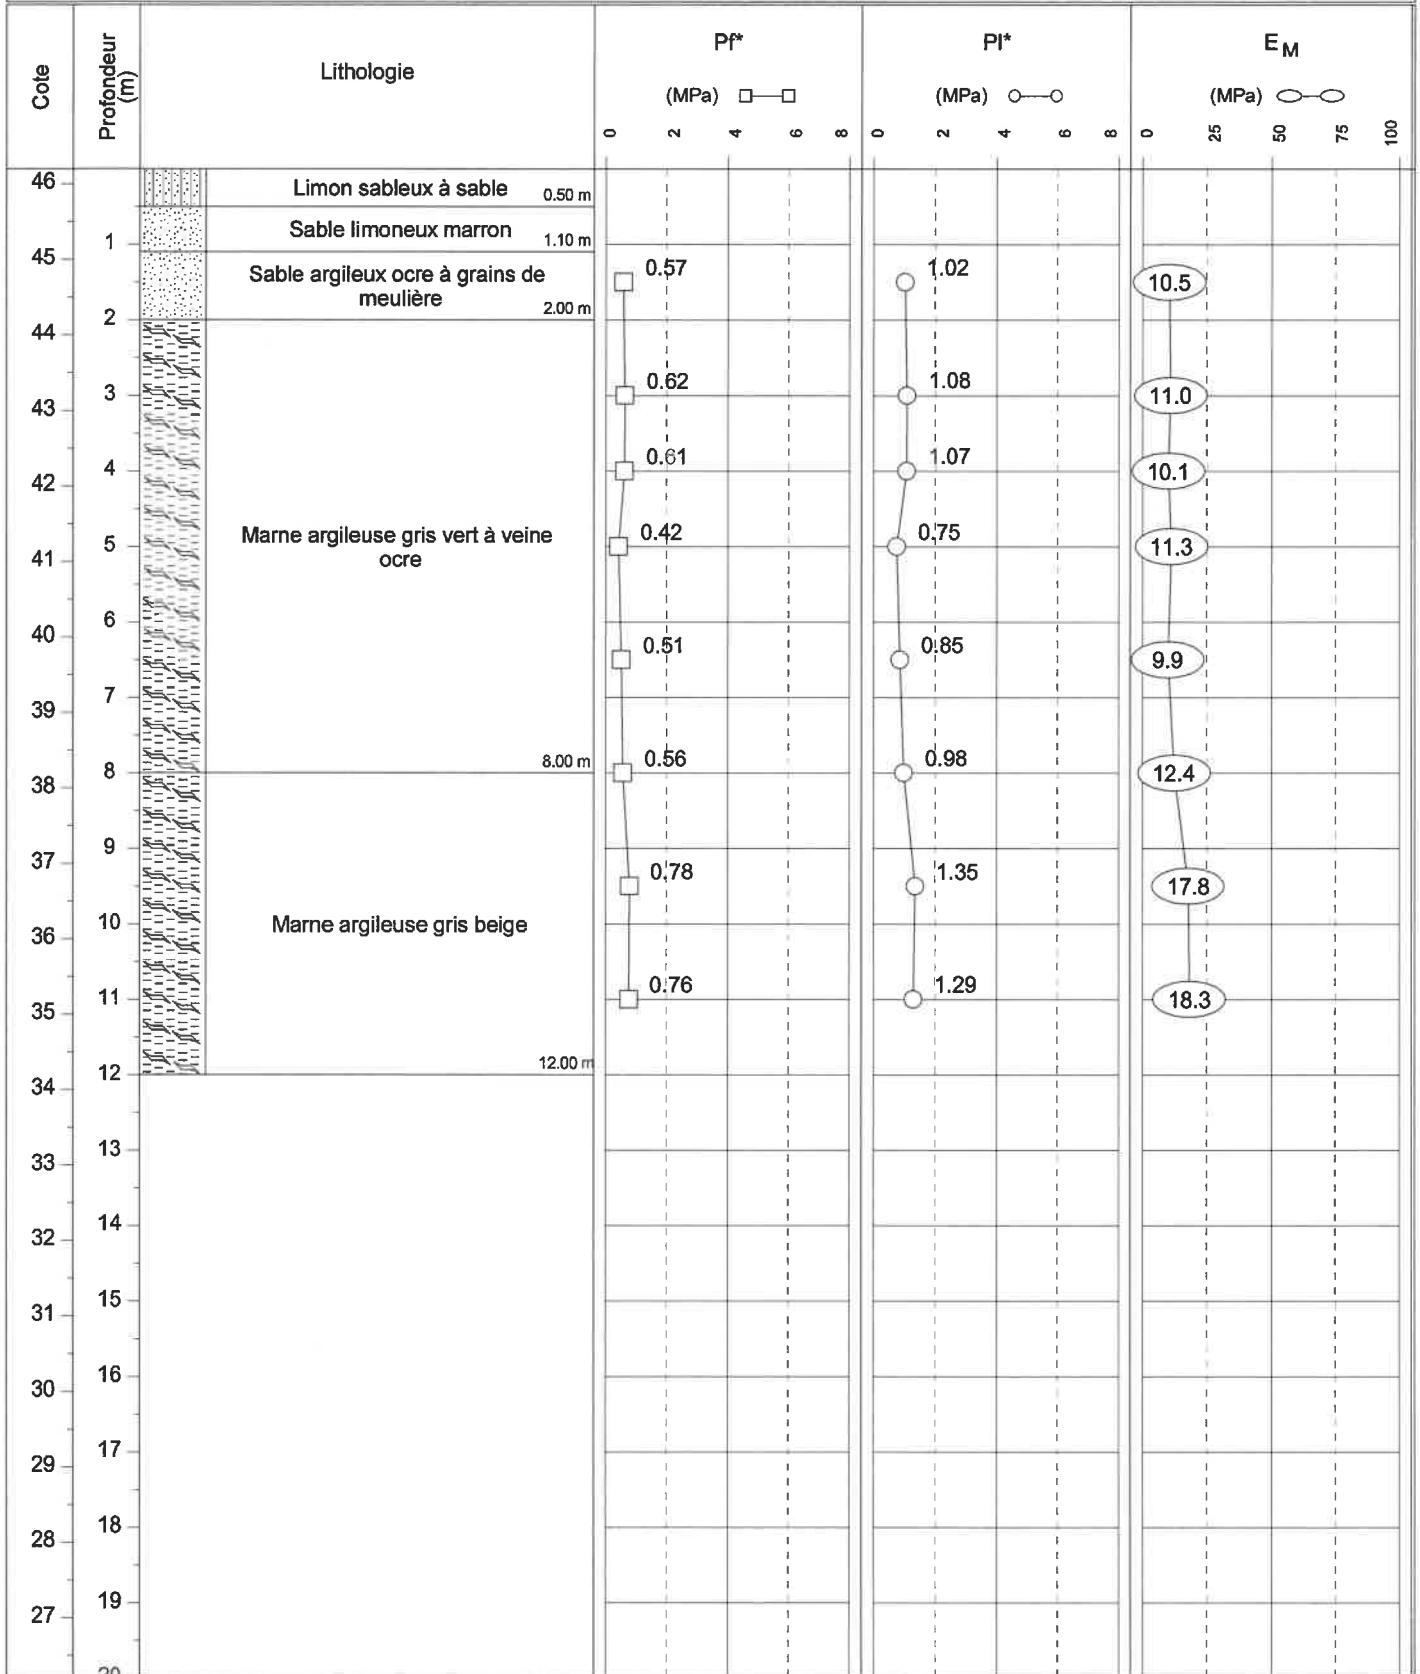 Cote
Profondeur
(m)
Lithologie
Pf*
(MPa)
0 2 4 6 8
Pl*
(MPa)
0 2 4 6 8
E M
(MPa)
0 25 50 75 100
46
Limon sableux à sable 0.50 m
Sable limoneux marron 1.10 m
1
45
Sable argileux ocre à grains de
meulière
2.00 m
0.57 1.02 10.5
2
44
3 0.62 1.08 11.0
43
4 0.61 1.07 10.1
42
Marne argileuse gris vert à veine
ocre
5 0.42 0.75 11.3
41
6
40
0.51 0.85 9.9
7
39
8.00 m
8 0.56 0.98 12.4
38
9
37
0.78 1.35 17.8
10
Marne argileuse gris beige
36
11 0.76 1.29 18.3
35
12.00 m
12
34
13
33
14
32
15
31
16
30
17
29
18
28
19
27
20